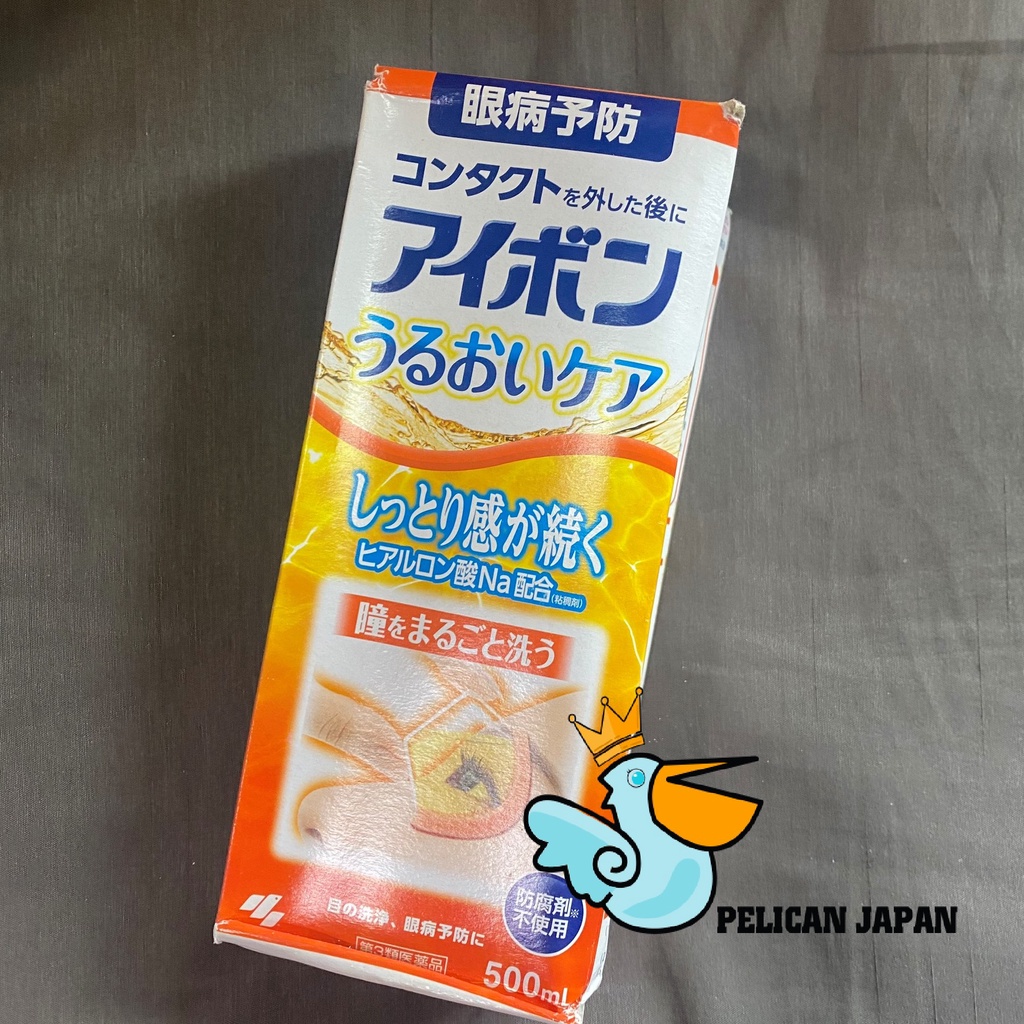 眼病予防
コンタクトを外した後に
アイボン
うるおいケア
しっとり感が続く
ヒアルロン酸Na配合(粘稠剤)
瞳をまるごと洗う
防腐剤※
不使用
目の洗浄、眼病予防に
第3類医薬品
500mL
PELICAN JAPAN